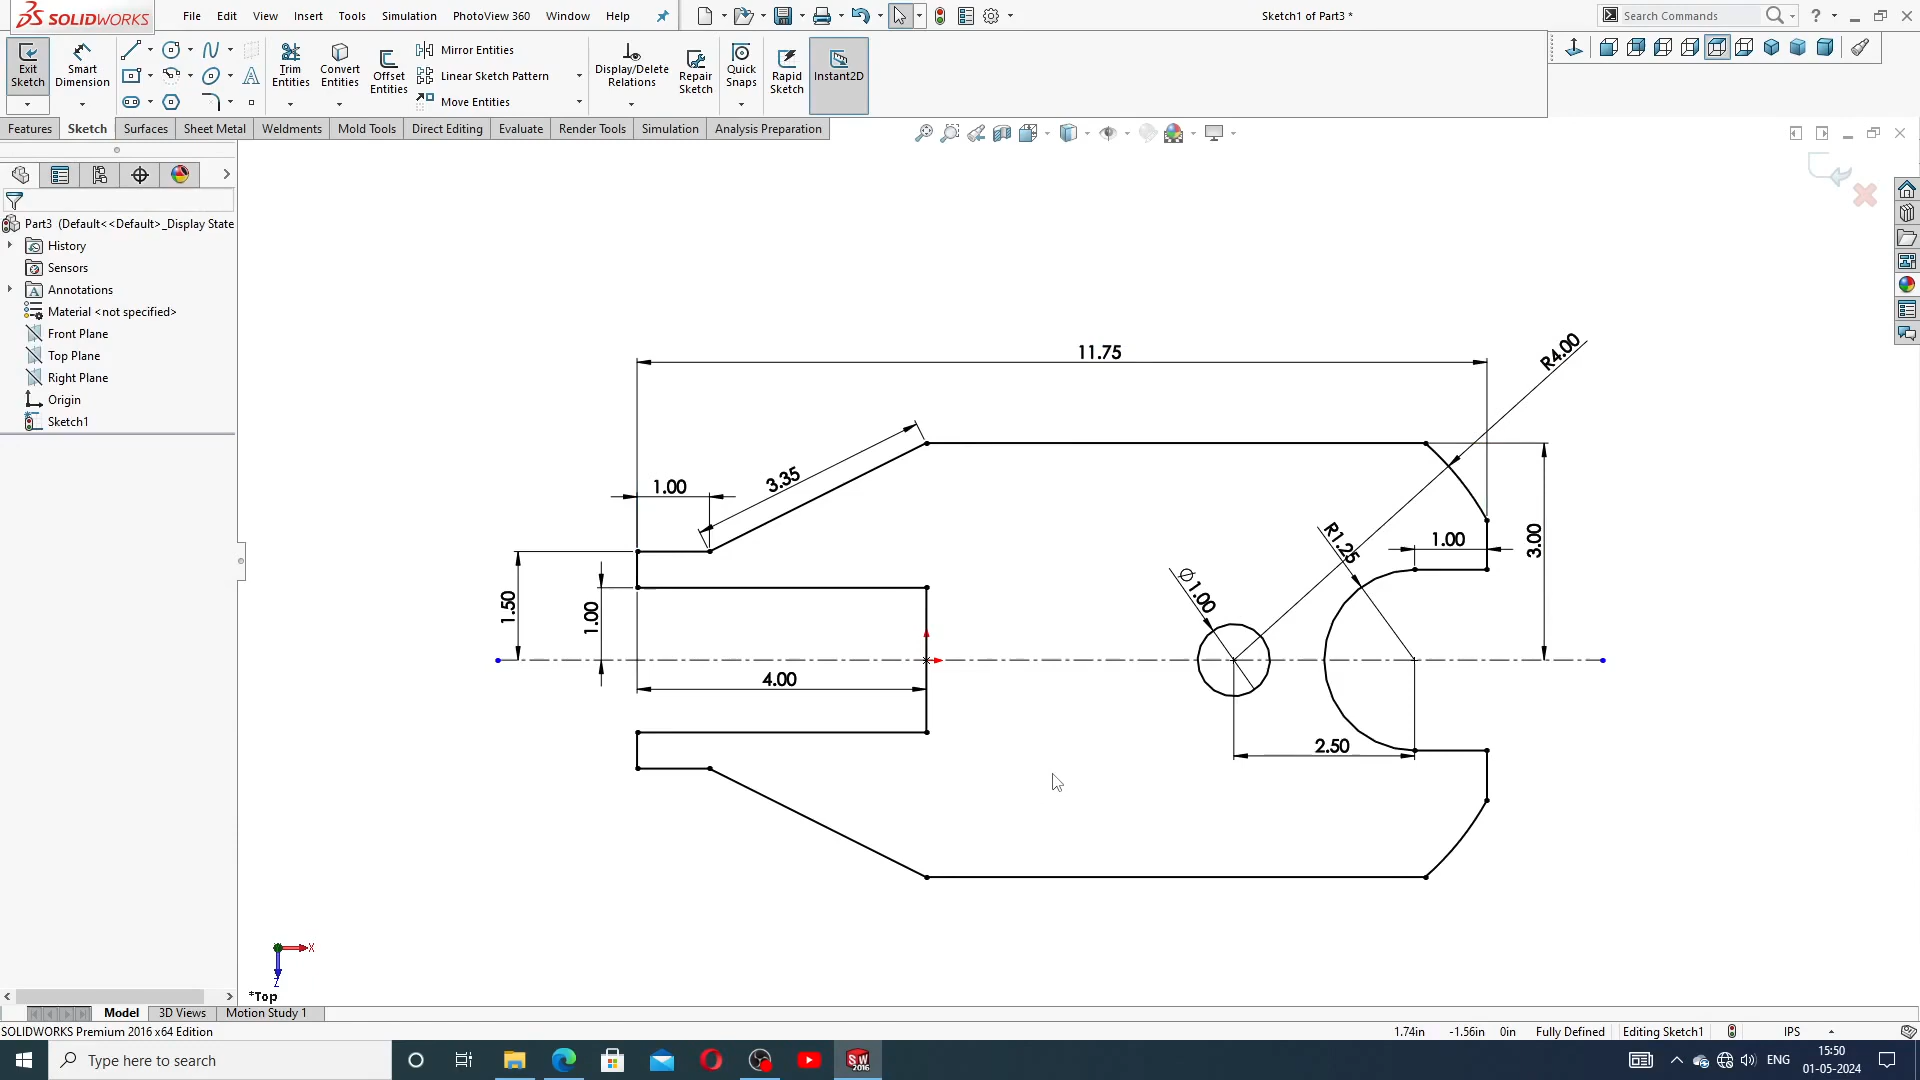 SOLIDWORKS
File Edit View Insert Tools Simulation PhotoView 360 Window Help
Sketch1 of Part3 *
Search Commands
Exit Sketch
Smart Dimension
Trim Entities
Convert Entities
Offset Entities
Mirror Entities
Linear Sketch Pattern
Move Entities
Display/Delete Relations
Repair Sketch
Quick Snaps
Rapid Sketch
Instant2D
Features Sketch Surfaces Sheet Metal Weldments Mold Tools Direct Editing Evaluate Render Tools Simulation Analysis Preparation
Part3 (Default<<Default>_Display State
History
Sensors
Annotations
Material <not specified>
Front Plane
Top Plane
Right Plane
Origin
Sketch1
11.75
R4.00
3.35
1.00
R1.25
1.00
3.00
∅1.00
1.50
1.00
4.00
2.50
X
Z
*Top
Model 3D Views Motion Study 1
SOLIDWORKS Premium 2016 x64 Edition
1.74in -1.56in 0in Fully Defined Editing Sketch1 IPS
Type here to search
SW
2016
ENG
15:50
01-05-2024